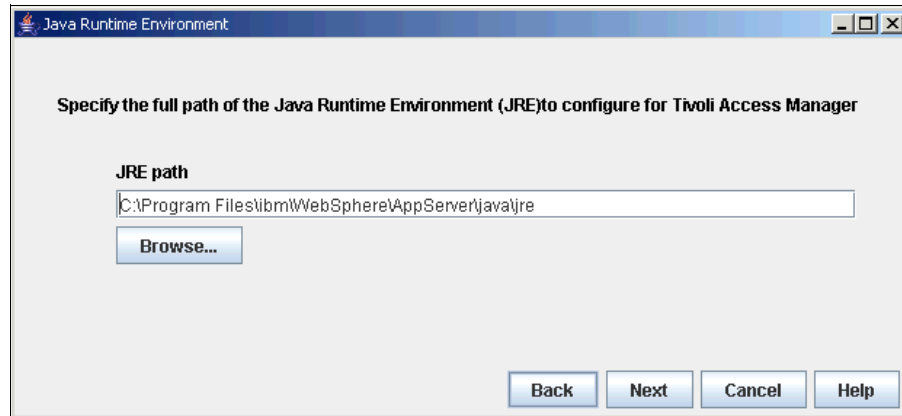 Java Runtime Environment
Specify the full path of the Java Runtime Environment (JRE)to configure for Tivoli Access Manager
JRE path
C:\Program Files\ibm\WebSphere\AppServer\java\jre
Browse...
Back Next Cancel Help